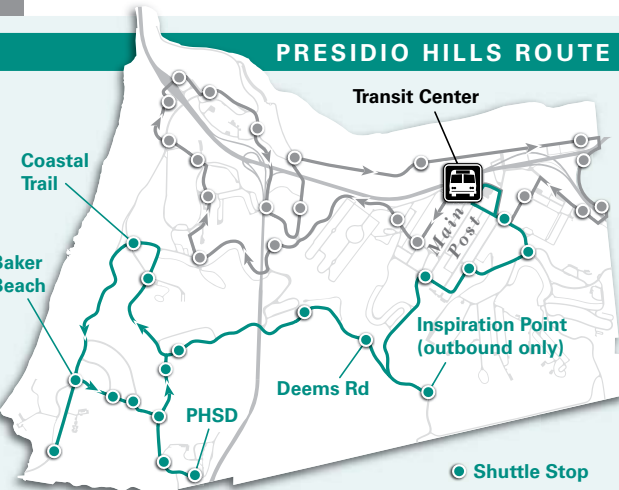 PRESIDIO HILLS ROUTE
Transit Center
Coastal
Trail
Main
Post
Baker
Beach
Inspiration Point
(outbound only)
Deems Rd
PHSD
Shuttle Stop